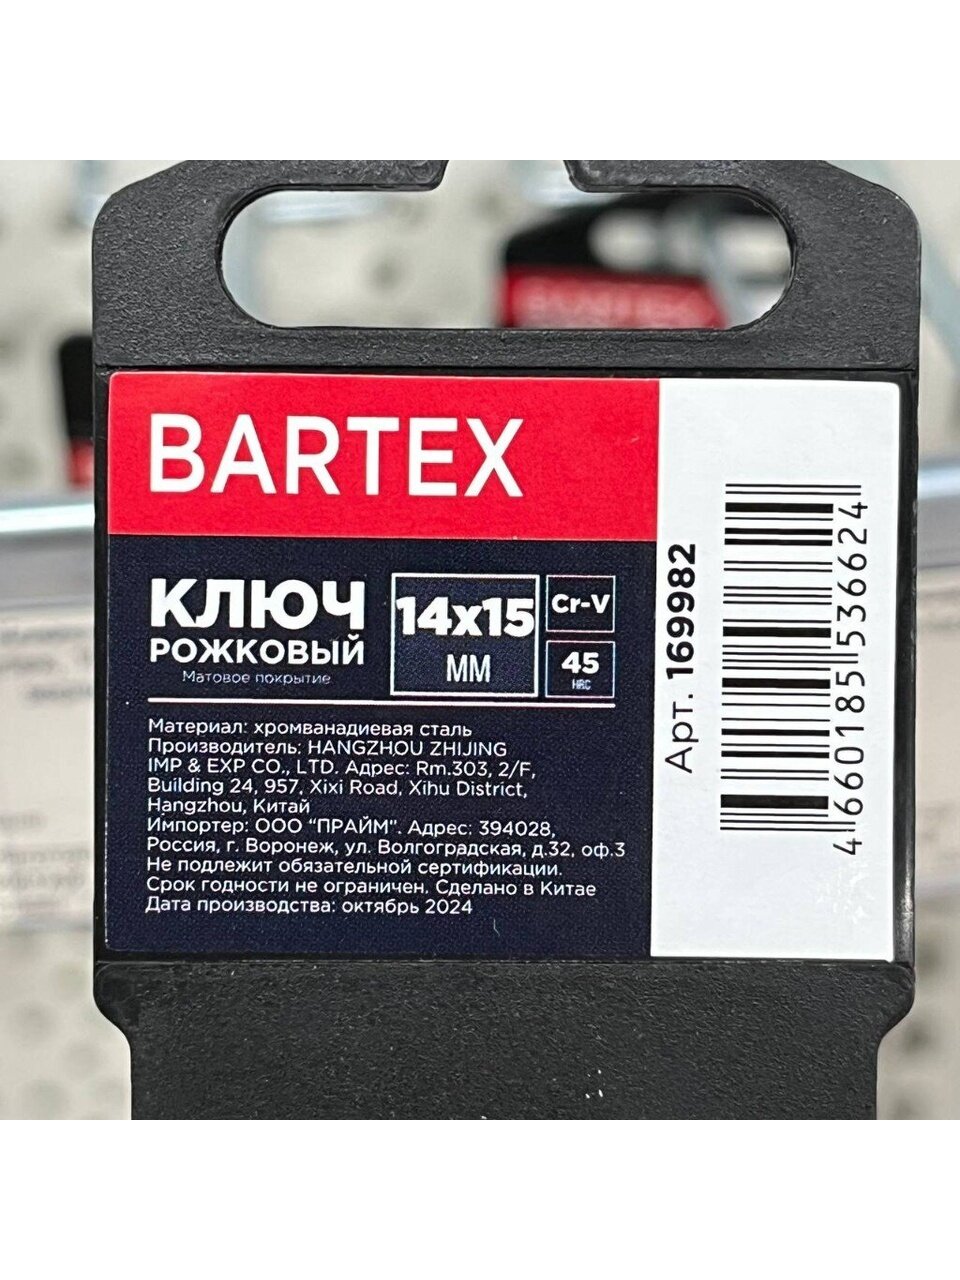 BARTEX
BARTEX
КЛЮЧ
РОЖКОВЫЙ
Матовое покрытие
14x15
ММ
Cr-V
45
HRC
Материал: хромванадиевая сталь
Производитель: HANGZHOU ZHIJING
IMP & EXP CO., LTD. Адрес: Rm.303, 2/F,
Building 24, 957, Xixi Road, Xihu District,
Hangzhou, Китай
Импортер: ООО "ПРАЙМ". Адрес: 394028,
Россия, г. Воронеж, ул. Волгоградская, д.32, оф.3
Не подлежит обязательной сертификации.
Срок годности не ограничен. Сделано в Китае
Дата производства: октябрь 2024
Арт. 169982
4 660185 536624